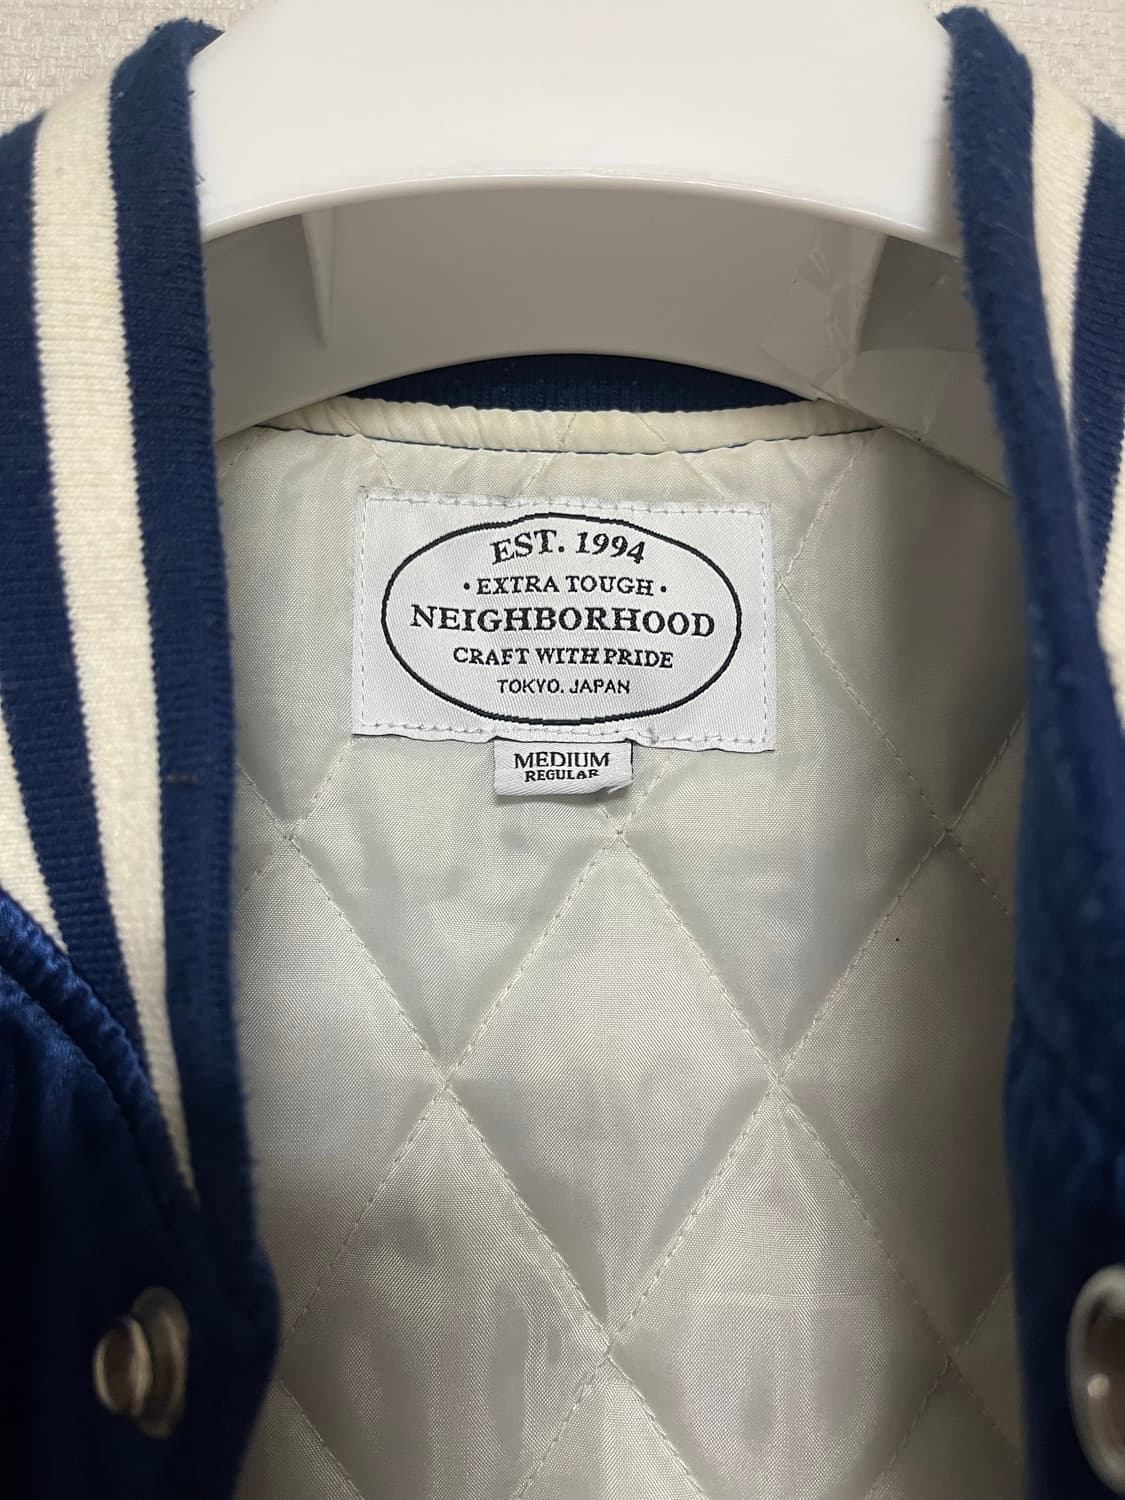 EST. 1994
· EXTRA TOUGH ·
NEIGHBORHOOD
CRAFT WITH PRIDE
TOKYO. JAPAN
MEDIUM
REGULAR